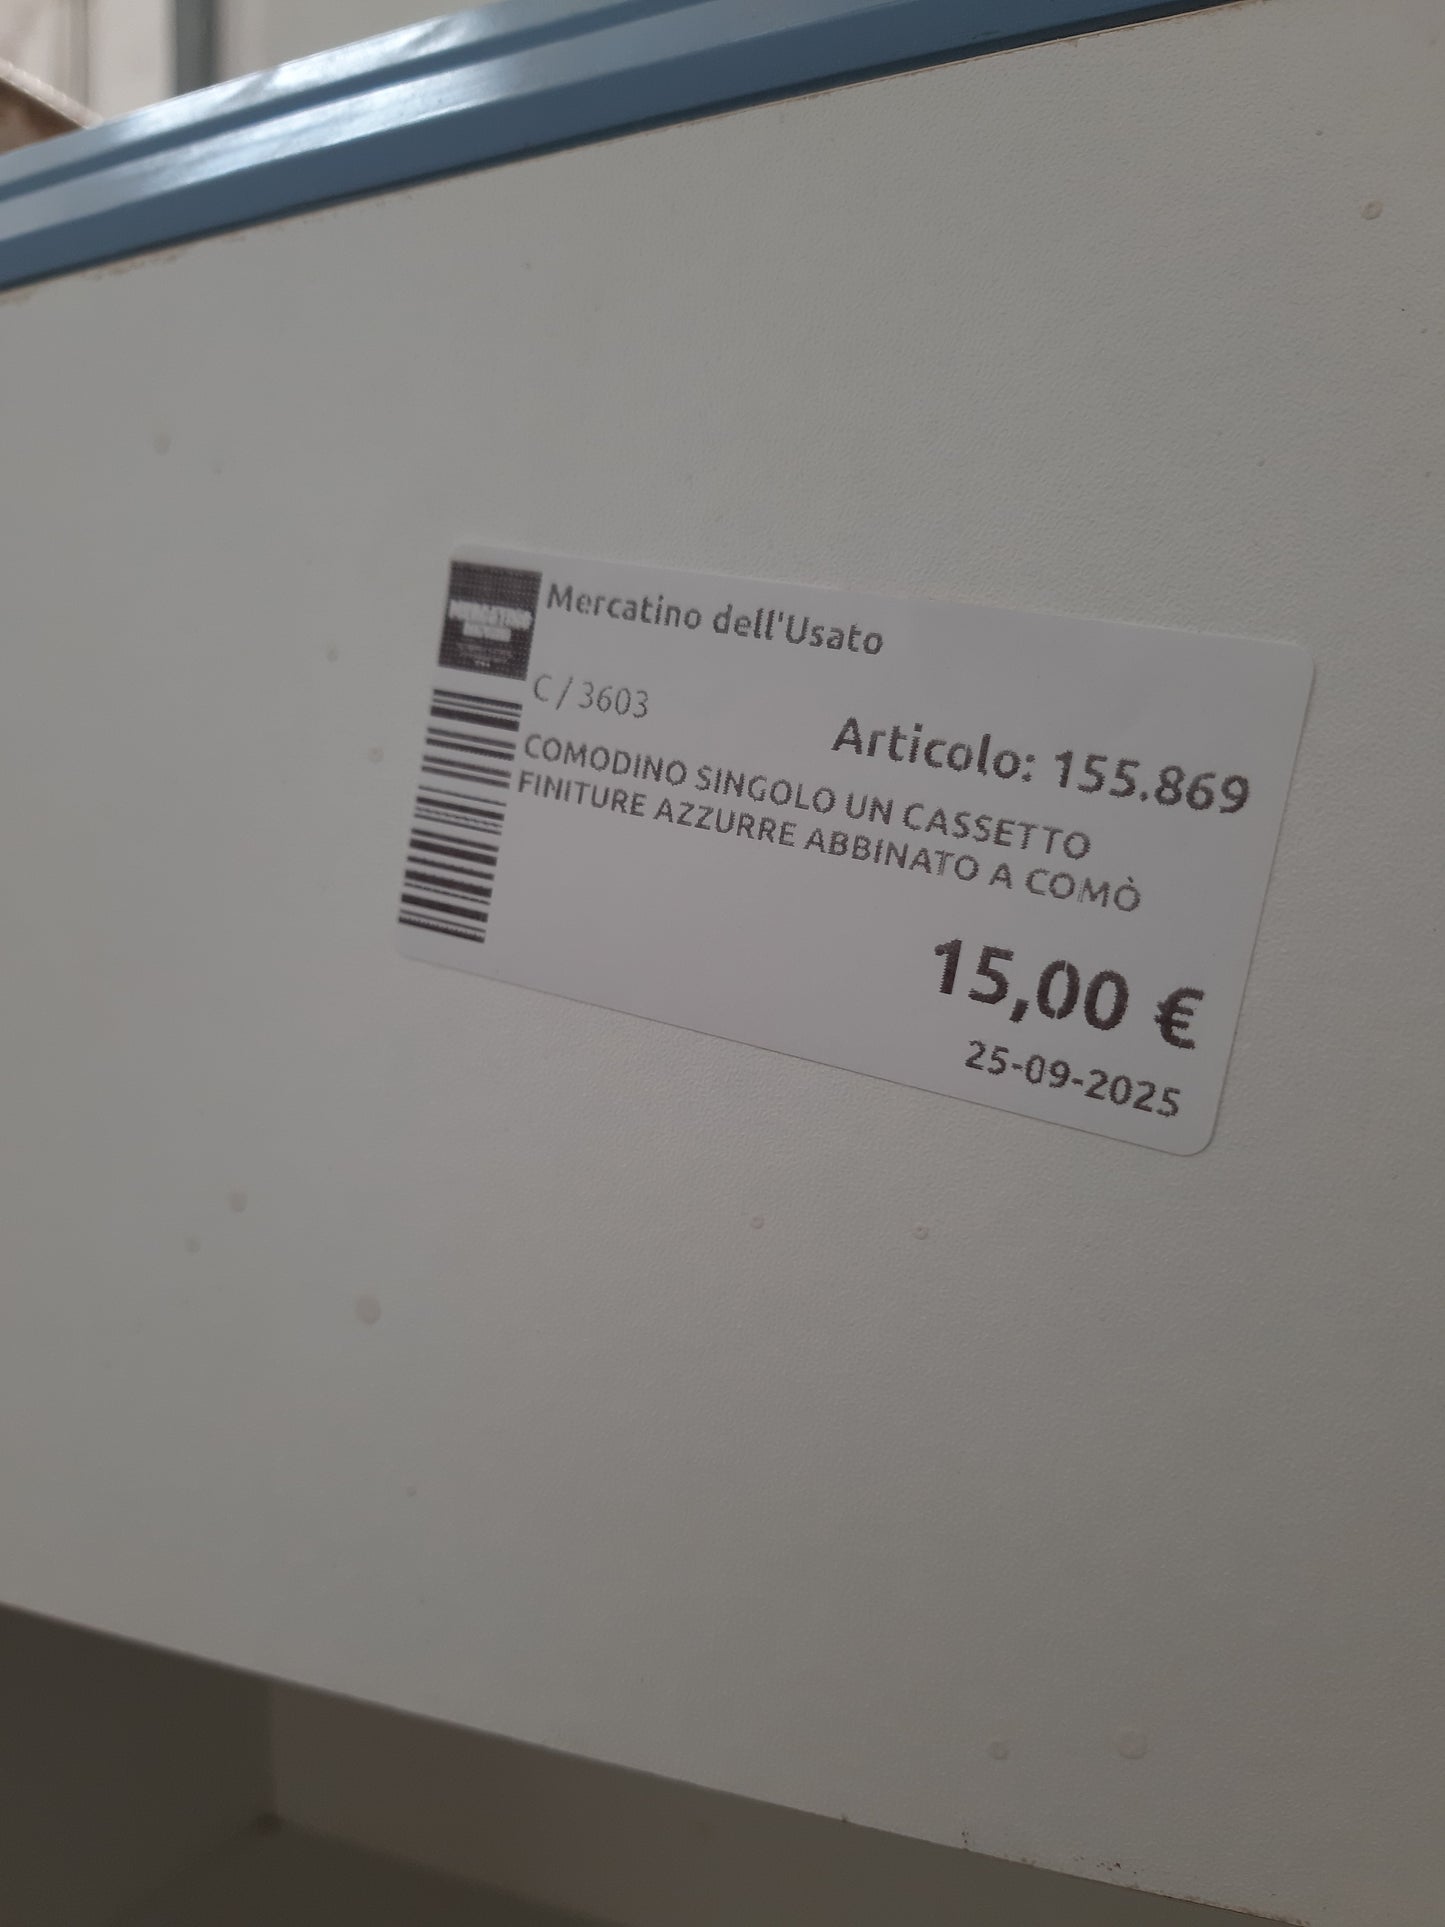 Mercatino dell'Usato
C / 3603
Articolo: 155.869
COMODINO SINGOLO UN CASSETTO
FINITURE AZZURRE ABBINATO A COMÒ
15,00 €
25-09-2025